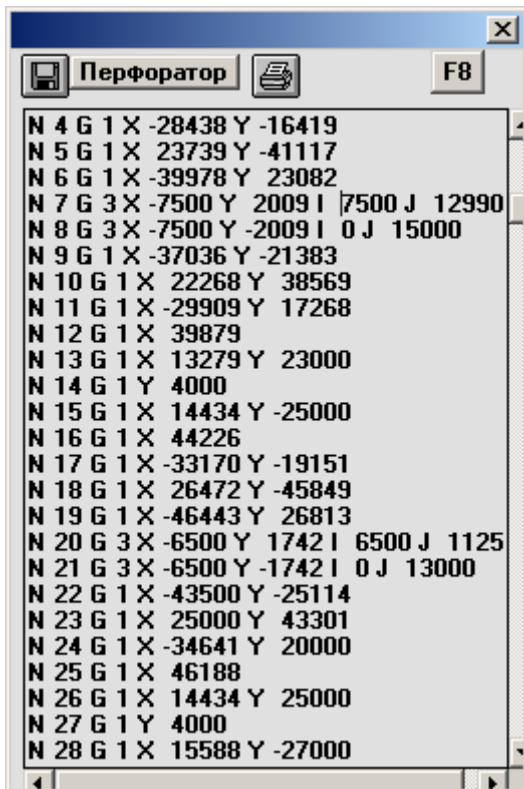 Перфоратор F8
N 4 G 1 X -28438 Y -16419
N 5 G 1 X 23739 Y -41117
N 6 G 1 X -39978 Y 23082
N 7 G 3 X -7500 Y 2009 I 7500 J 12990
N 8 G 3 X -7500 Y -2009 I 0 J 15000
N 9 G 1 X -37036 Y -21383
N 10 G 1 X 22268 Y 38569
N 11 G 1 X -29909 Y 17268
N 12 G 1 X 39879
N 13 G 1 X 13279 Y 23000
N 14 G 1 Y 4000
N 15 G 1 X 14434 Y -25000
N 16 G 1 X 44226
N 17 G 1 X -33170 Y -19151
N 18 G 1 X 26472 Y -45849
N 19 G 1 X -46443 Y 26813
N 20 G 3 X -6500 Y 1742 I 6500 J 1125
N 21 G 3 X -6500 Y -1742 I 0 J 13000
N 22 G 1 X -43500 Y -25114
N 23 G 1 X 25000 Y 43301
N 24 G 1 X -34641 Y 20000
N 25 G 1 X 46188
N 26 G 1 X 14434 Y 25000
N 27 G 1 Y 4000
N 28 G 1 X 15588 Y -27000